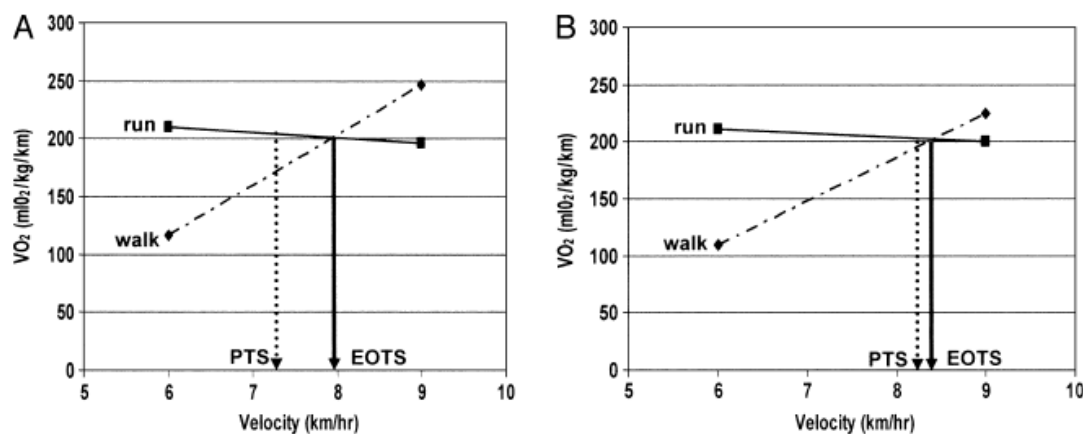 A
300
250
200
150
100
50
0
VO₂ (ml0₂/kg/km)
run
walk
PTS
EOTS
5 6 7 8 9 10
Velocity (km/hr)
B
300
250
200
150
100
50
0
VO₂ (ml0₂/kg/km)
run
walk
PTS
EOTS
5 6 7 8 9 10
Velocity (km/hr)